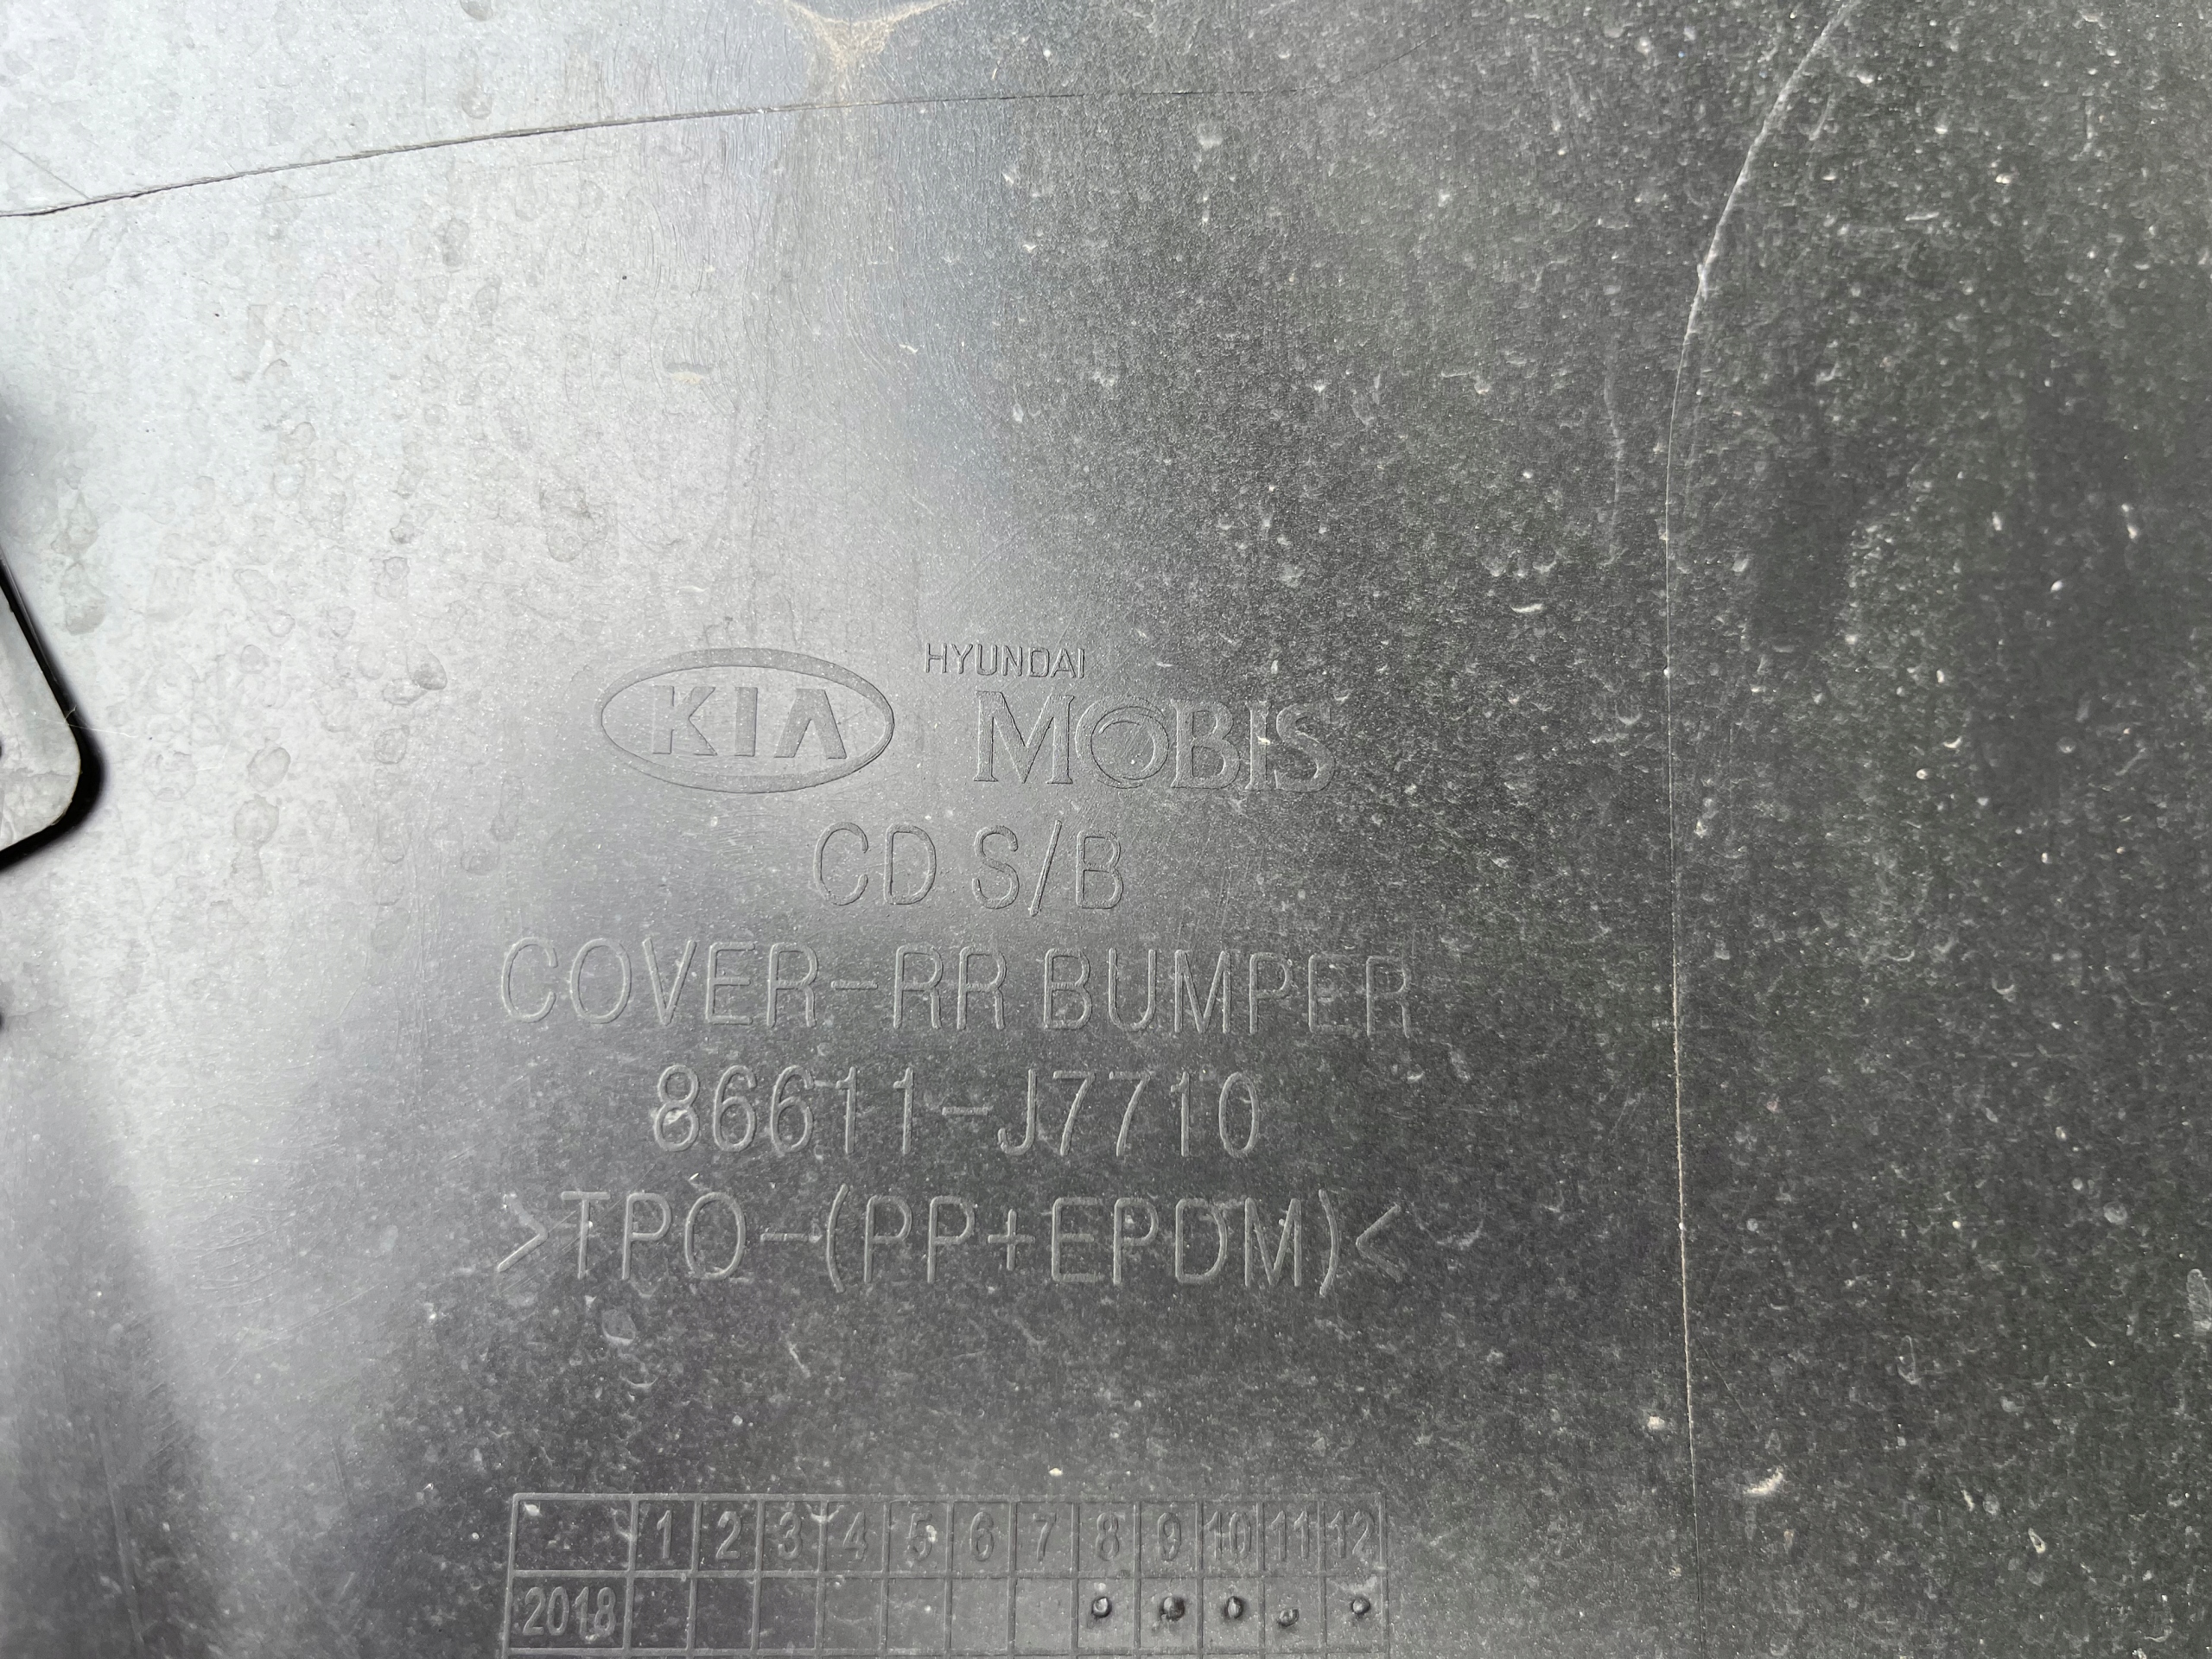 KIA HYUNDAI MOBIS
CD S/B
COVER-RR BUMPER
86611-J7710
>TPO-(PP+EPDM)<
1 2 3 4 5 6 7 8 9 10 11 12
2018